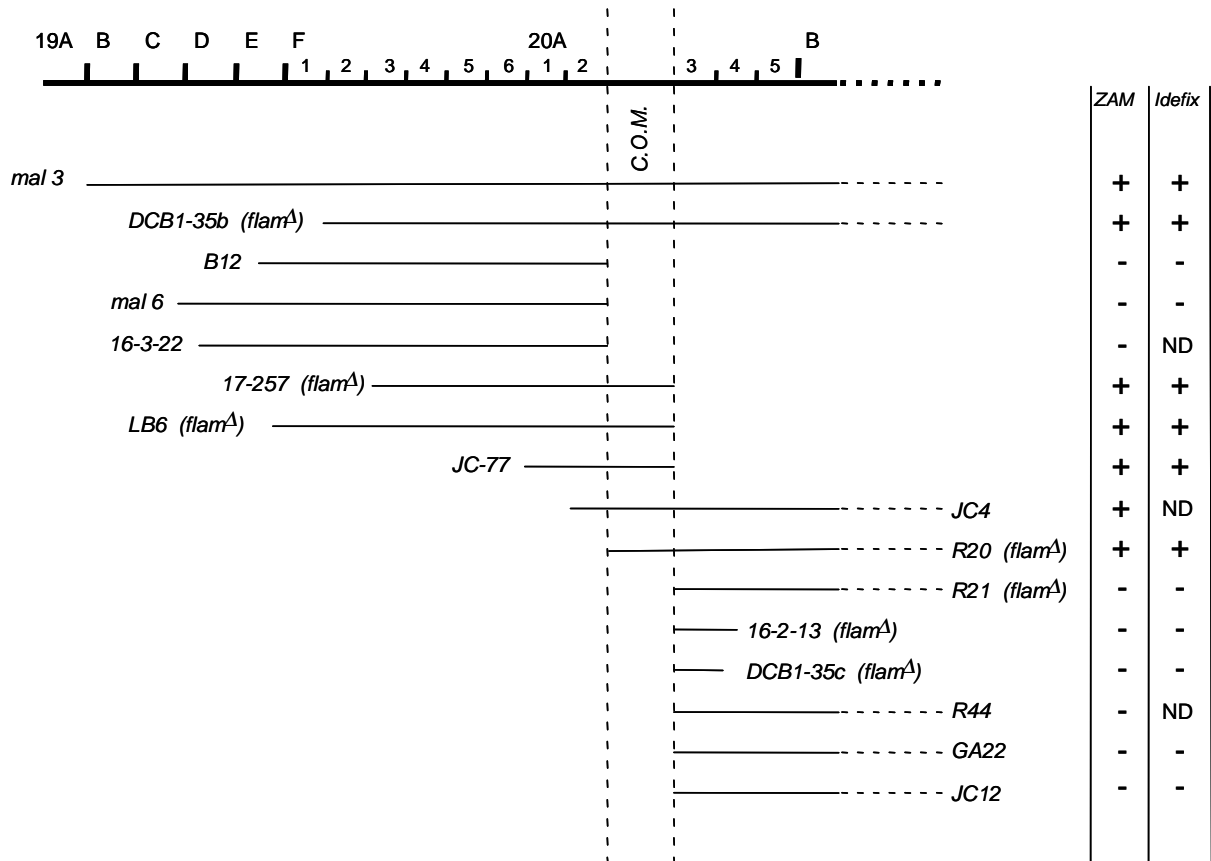 19A B C D E F 20A B
1 2 3 4 5 6 1 2 3 4 5
ZAM Idefix
C.O.M.
mal 3 + +
DCB1-35b (flamΔ) + +
B12 - -
mal 6 - -
16-3-22 - ND
17-257 (flamΔ) + +
LB6 (flamΔ) + +
JC-77 + +
JC4 + ND
R20 (flamΔ) + +
R21 (flamΔ) - -
16-2-13 (flamΔ) - -
DCB1-35c (flamΔ) - -
R44 - ND
GA22 - -
JC12 - -